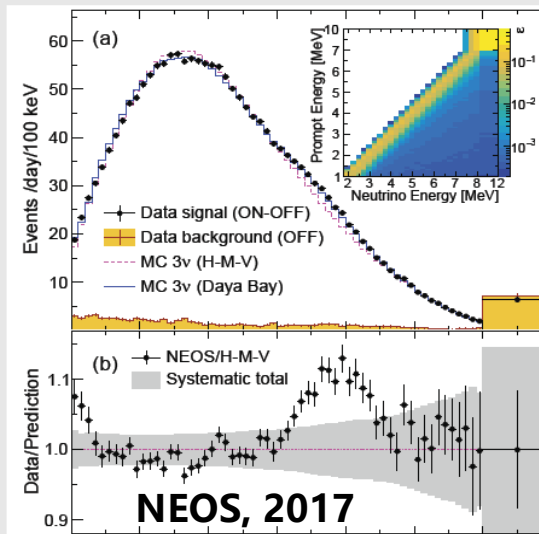 (a)
60
50
40
30
20
10
Events /day/100 keV
Data signal (ON-OFF)
Data background (OFF)
MC 3ν (H-M-V)
MC 3ν (Daya Bay)
Prompt Energy [MeV]
10
9
8
7
6
5
4
3
2
1
2 3 4 5 6 7 8 12
Neutrino Energy [MeV]
10⁻¹
10⁻²
10⁻³
(b)
NEOS/H-M-V
Systematic total
1.1
1.0
0.9
Data/Prediction
NEOS, 2017